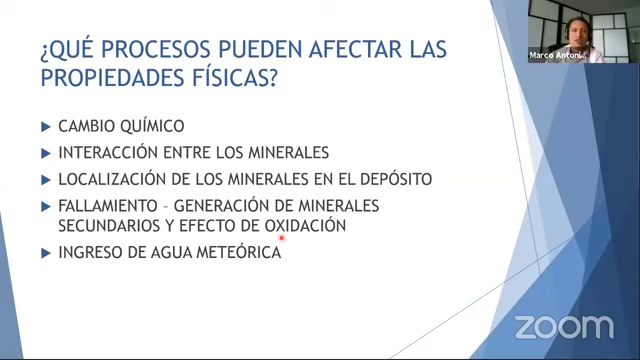 ¿QUÉ PROCESOS PUEDEN AFECTAR LAS
PROPIEDADES FÍSICAS?
CAMBIO QUÍMICO
INTERACCIÓN ENTRE LOS MINERALES
LOCALIZACIÓN DE LOS MINERALES EN EL DEPÓSITO
FALLAMIENTO – GENERACIÓN DE MINERALES
SECUNDARIOS Y EFECTO DE OXIDACIÓN
INGRESO DE AGUA METEÓRICA
Marco Antoni...
zoom